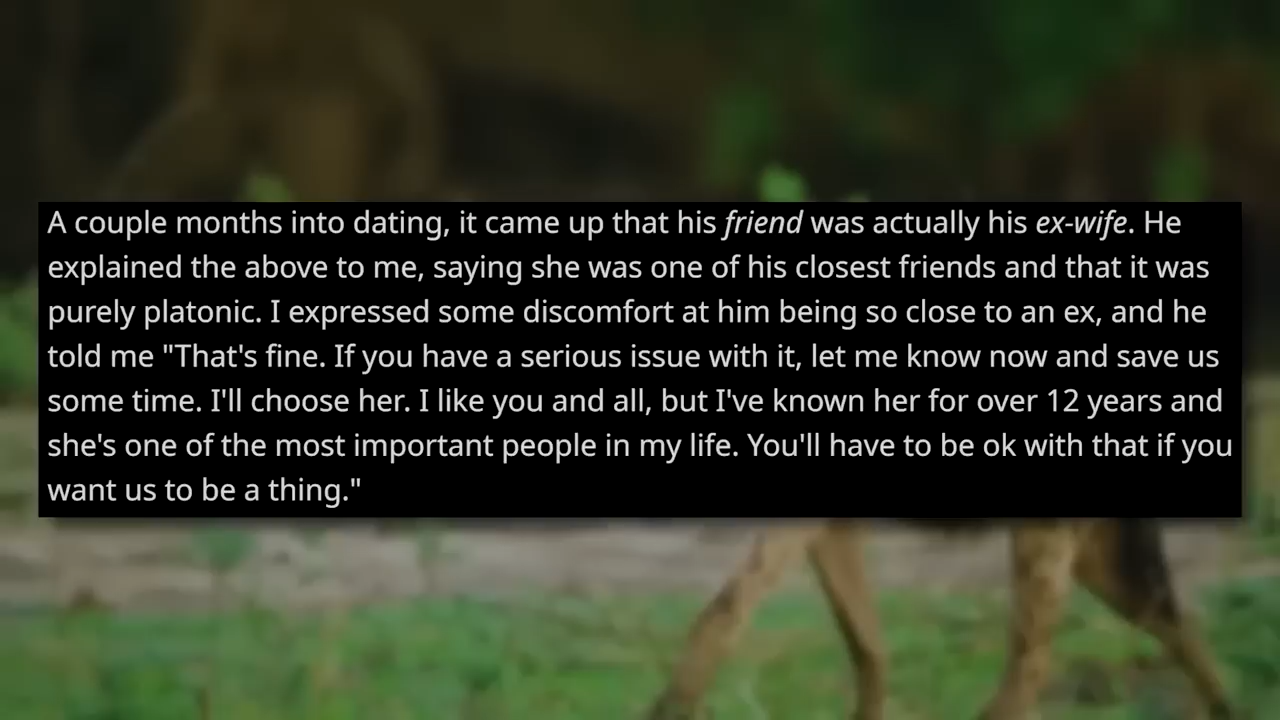 A couple months into dating, it came up that his friend was actually his ex-wife. He
explained the above to me, saying she was one of his closest friends and that it was
purely platonic. I expressed some discomfort at him being so close to an ex, and he
told me "That's fine. If you have a serious issue with it, let me know now and save us
some time. I'll choose her. I like you and all, but I've known her for over 12 years and
she's one of the most important people in my life. You'll have to be ok with that if you
want us to be a thing."